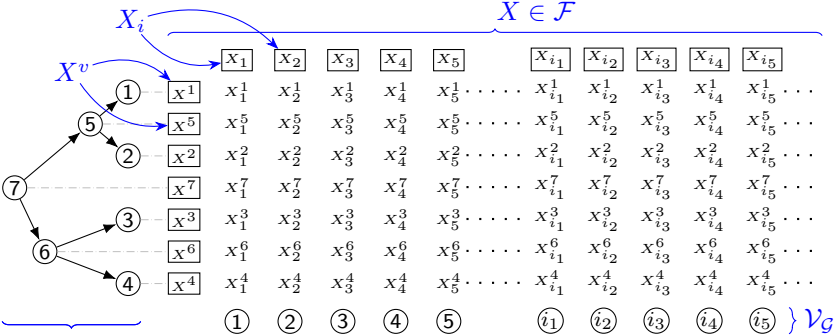 X ∈ ℱ
X_i
X_1 X_2 X_3 X_4 X_5 X_{i_1} X_{i_2} X_{i_3} X_{i_4} X_{i_5}
X^v
1 X^1 X_1^1 X_2^1 X_3^1 X_4^1 X_5^1 ····· X_{i_1}^1 X_{i_2}^1 X_{i_3}^1 X_{i_4}^1 X_{i_5}^1 ···
5 X^5 X_1^5 X_2^5 X_3^5 X_4^5 X_5^5 ····· X_{i_1}^5 X_{i_2}^5 X_{i_3}^5 X_{i_4}^5 X_{i_5}^5 ···
2 X^2 X_1^2 X_2^2 X_3^2 X_4^2 X_5^2 ····· X_{i_1}^2 X_{i_2}^2 X_{i_3}^2 X_{i_4}^2 X_{i_5}^2 ···
7 X^7 X_1^7 X_2^7 X_3^7 X_4^7 X_5^7 ····· X_{i_1}^7 X_{i_2}^7 X_{i_3}^7 X_{i_4}^7 X_{i_5}^7 ···
3 X^3 X_1^3 X_2^3 X_3^3 X_4^3 X_5^3 ····· X_{i_1}^3 X_{i_2}^3 X_{i_3}^3 X_{i_4}^3 X_{i_5}^3 ···
6 X^6 X_1^6 X_2^6 X_3^6 X_4^6 X_5^6 ····· X_{i_1}^6 X_{i_2}^6 X_{i_3}^6 X_{i_4}^6 X_{i_5}^6 ···
4 X^4 X_1^4 X_2^4 X_3^4 X_4^4 X_5^4 ····· X_{i_1}^4 X_{i_2}^4 X_{i_3}^4 X_{i_4}^4 X_{i_5}^4 ···
1 2 3 4 5 i_1 i_2 i_3 i_4 i_5 } 𝒱_𝒢